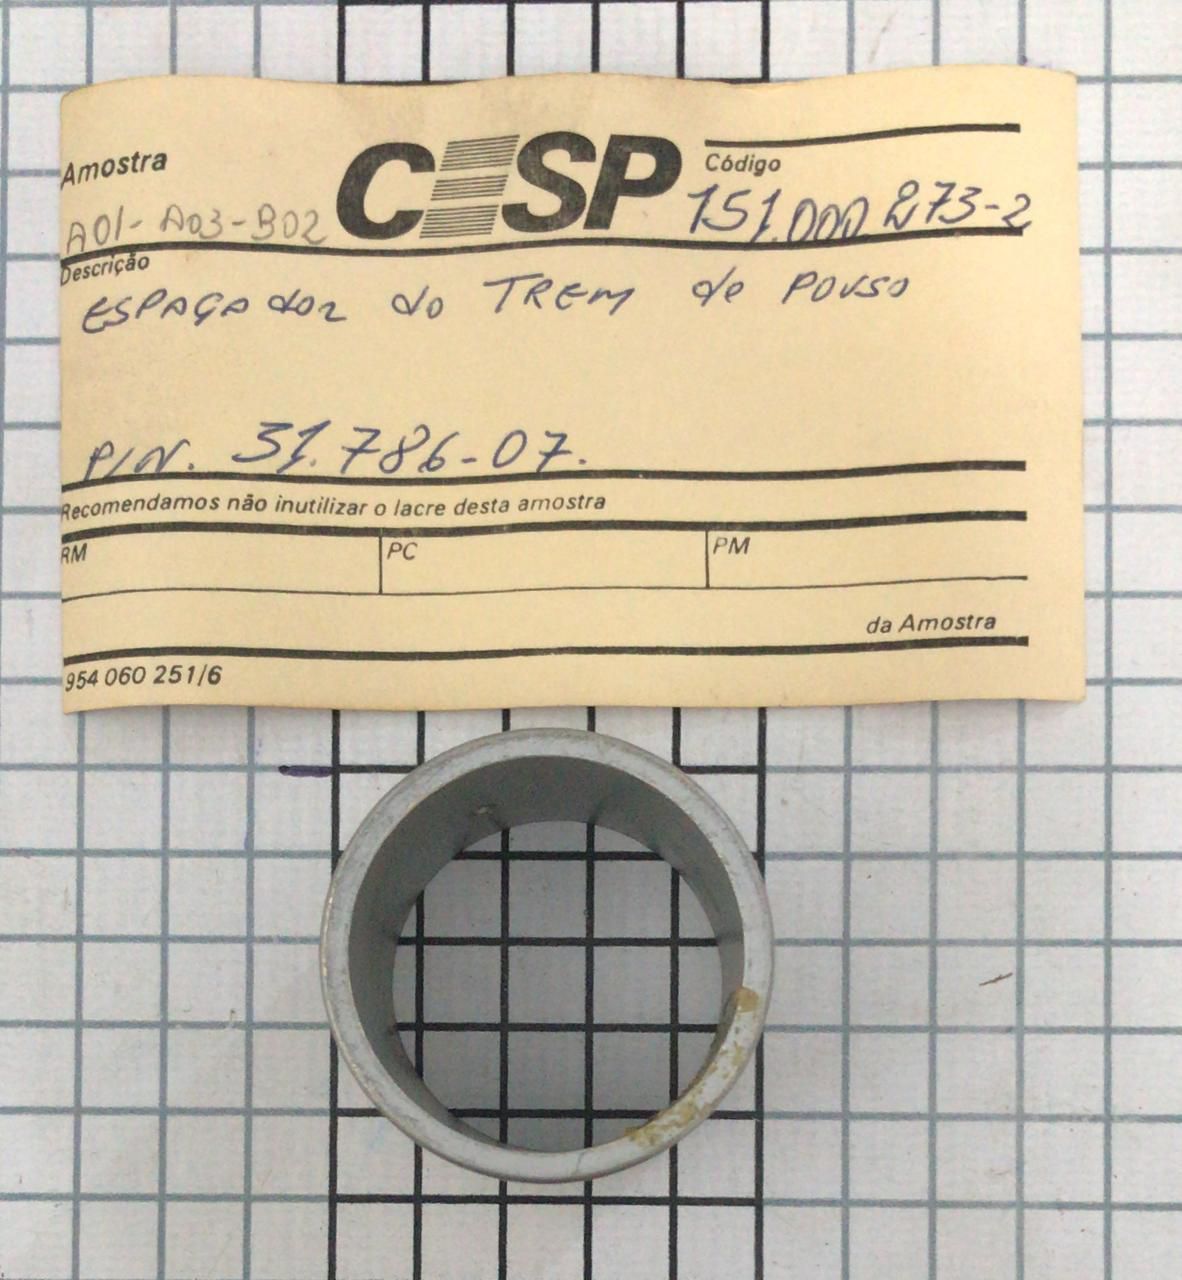 Amostra
CESP
Código
A01-A03-B02
151.000 273-2
Descrição
ESPAÇAdor do TREM de POUSO
P/N. 31.786-07.
Recomendamos não inutilizar o lacre desta amostra
RM
PC
PM
da Amostra
954 060 251/6